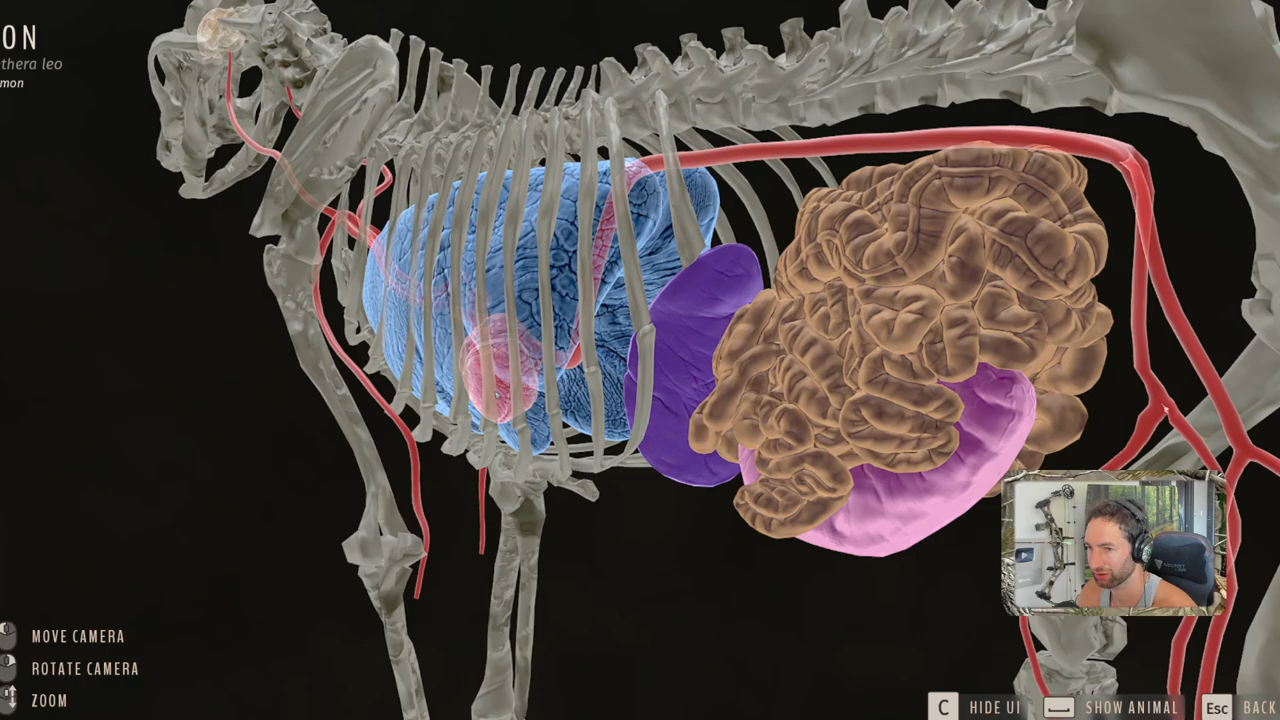 ON
thera leo
mon
MOVE CAMERA
ROTATE CAMERA
ZOOM
C HIDE UI
SHOW ANIMAL
Esc BACK